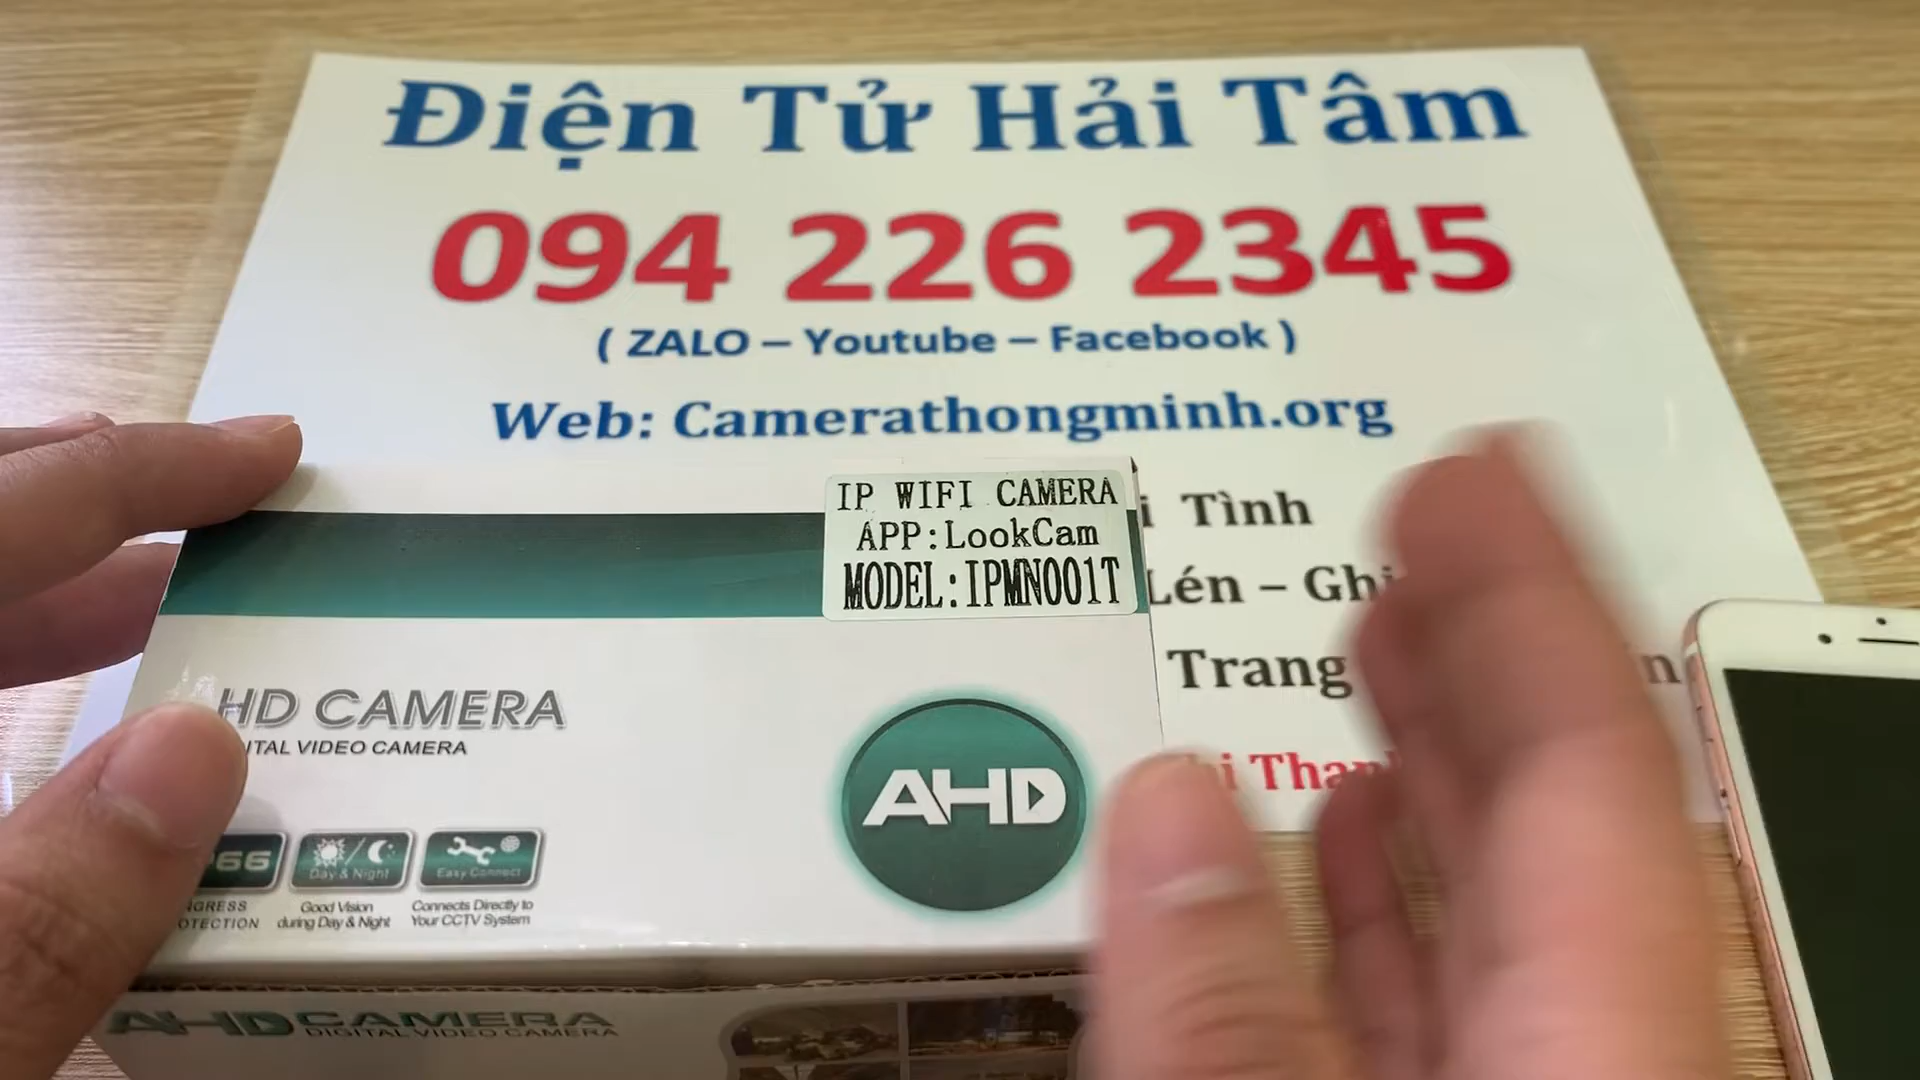 Điện Tử Hải Tâm
094 226 2345
( ZALO – Youtube – Facebook )
Web: Camerathongminh.org
Tình
Lén – Ghi
Trang
IP WIFI CAMERA
APP:LookCam
MODEL:IPMN001T
HD CAMERA
VIDEO CAMERA
AHD
66
Day & Night
Easy Connect
Good Vision
during Day & Night
Connects Directly to
Your CCTV System
AHD CAMERA
DIGITAL VIDEO CAMERA